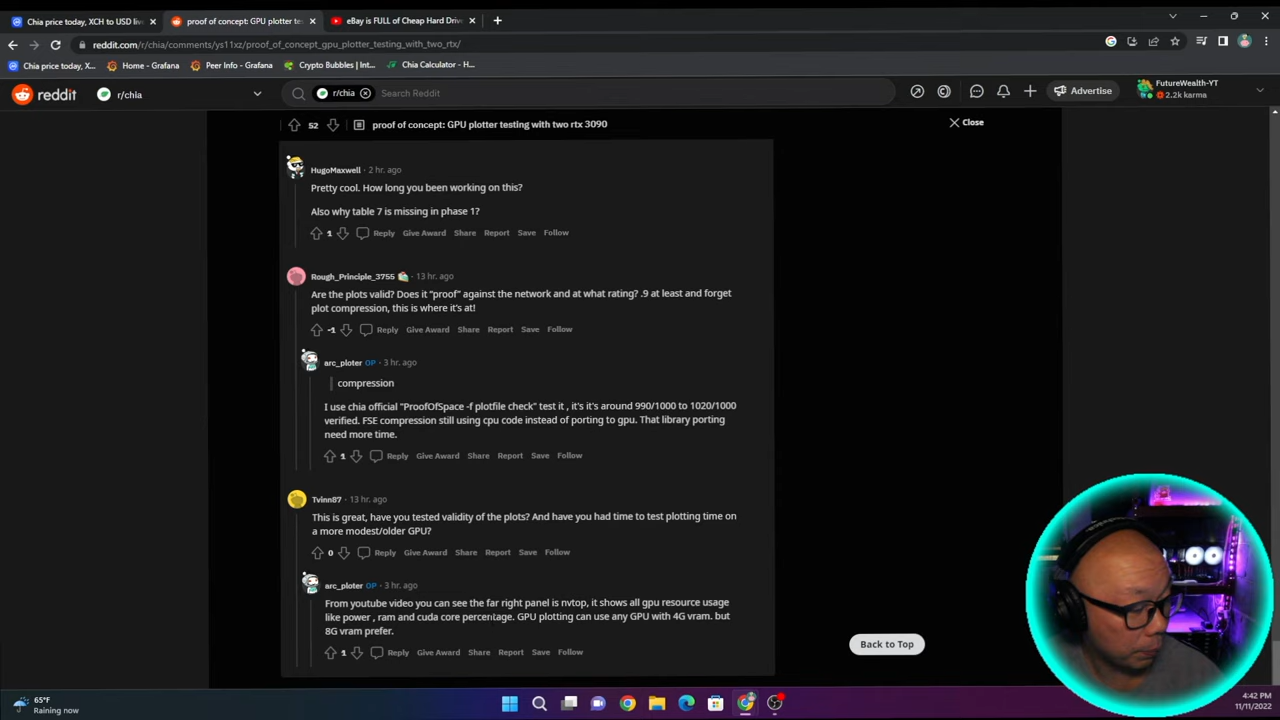 Chia price today, XCH to USD liv
proof of concept: GPU plotter te
eBay is FULL of Cheap Hard Driv
reddit.com/r/chia/comments/ys11xz/proof_of_concept_gpu_plotter_testing_with_two_rtx/
Chia price today, X...
Home - Grafana
Peer Info - Grafana
Crypto Bubbles | Int...
Chia Calculator - H...
reddit
r/chia
r/chia
Search Reddit
Advertise
FutureWealth-YT
2.2k karma
52
proof of concept: GPU plotter testing with two rtx 3090
Close
HugoMaxwell · 2 hr. ago
Pretty cool. How long you been working on this?
Also why table 7 is missing in phase 1?
1 Reply Give Award Share Report Save Follow
Rough_Principle_3755 · 13 hr. ago
Are the plots valid? Does it "proof" against the network and at what rating? .9 at least and forget
plot compression, this is where it's at!
-1 Reply Give Award Share Report Save Follow
arc_ploter OP · 3 hr. ago
compression
I use chia official "ProofOfSpace -f plotfile check" test it , it's it's around 990/1000 to 1020/1000
verified. FSE compression still using cpu code instead of porting to gpu. That library porting
need more time.
1 Reply Give Award Share Report Save Follow
Tvinn87 · 13 hr. ago
This is great, have you tested validity of the plots? And have you had time to test plotting time on
a more modest/older GPU?
0 Reply Give Award Share Report Save Follow
arc_ploter OP · 3 hr. ago
From youtube video you can see the far right panel is nvtop, it shows all gpu resource usage
like power , ram and cuda core percentage. GPU plotting can use any GPU with 4G vram. but
8G vram prefer.
1 Reply Give Award Share Report Save Follow
Back to Top
65°F
Raining now
4:42 PM
11/11/2022